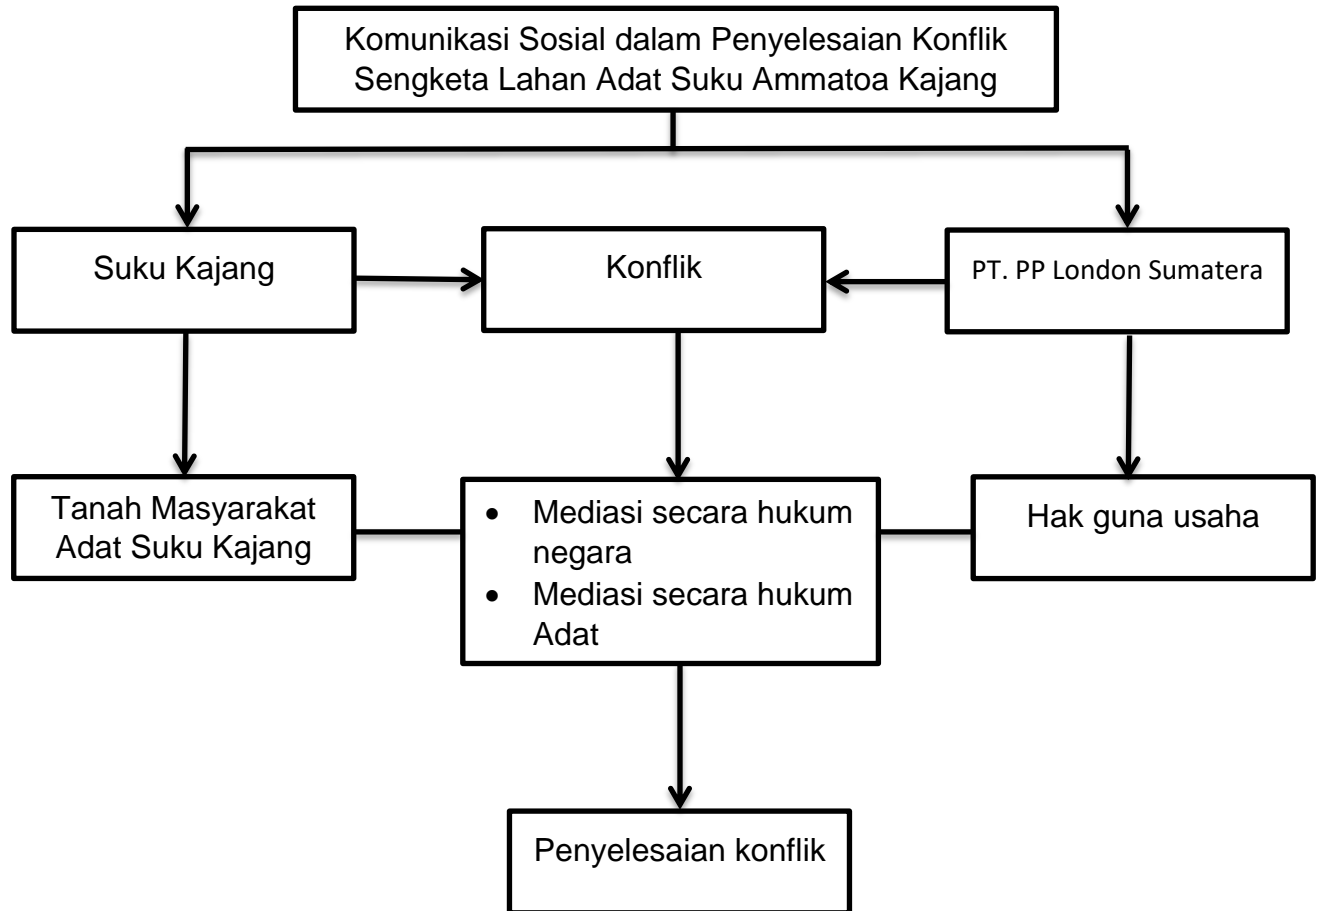 Komunikasi Sosial dalam Penyelesaian Konflik
Sengketa Lahan Adat Suku Ammatoa Kajang
Suku Kajang
Konflik
PT. PP London Sumatera
Tanah Masyarakat
Adat Suku Kajang
• Mediasi secara hukum
negara
• Mediasi secara hukum
Adat
Hak guna usaha
Penyelesaian konflik